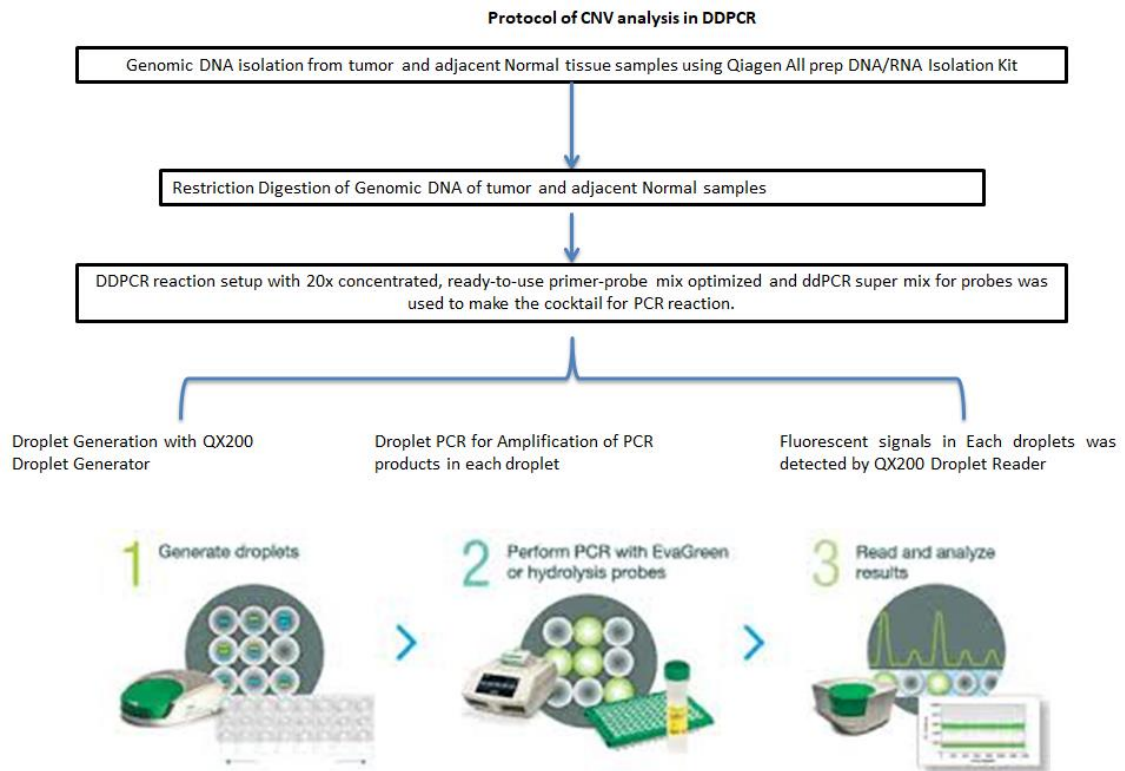 Protocol of CNV analysis in DDPCR
Genomic DNA isolation from tumor and adjacent Normal tissue samples using Qiagen All prep DNA/RNA Isolation Kit
Restriction Digestion of Genomic DNA of tumor and adjacent Normal samples
DDPCR reaction setup with 20x concentrated, ready-to-use primer-probe mix optimized and ddPCR super mix for probes was
used to make the cocktail for PCR reaction.
Droplet Generation with QX200
Droplet Generator
Droplet PCR for Amplification of PCR
products in each droplet
Fluorescent signals in Each droplets was
detected by QX200 Droplet Reader
1 Generate droplets
2 Perform PCR with EvaGreen
or hydrolysis probes
3 Read and analyze
results